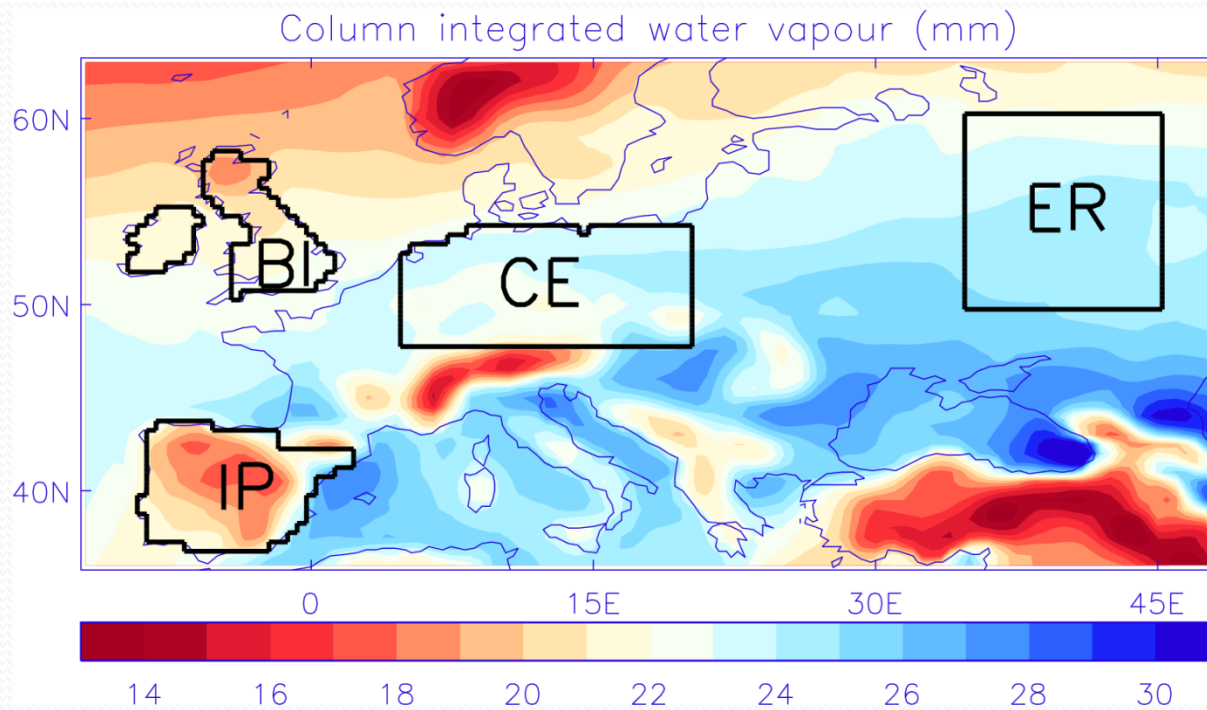 Column integrated water vapour (mm)
60N
50N
40N
BI
CE
ER
IP
0 15E 30E 45E
14 16 18 20 22 24 26 28 30